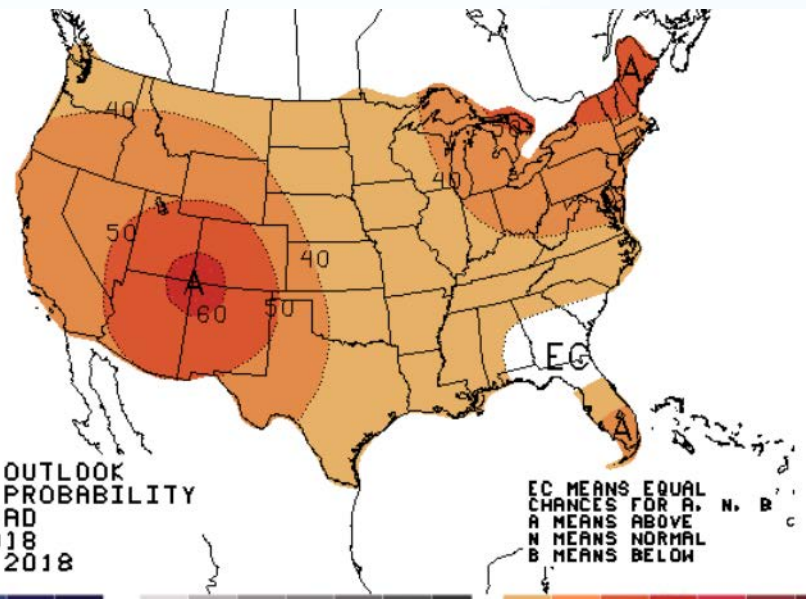 A
40
50
40
50
40
A
50
60
EC
A
OUTLOOK
PROBABILITY
AD
18
2018
EC MEANS EQUAL
CHANCES FOR A, N, B
A MEANS ABOVE
C
N MEANS NORMAL
B MEANS BELOW